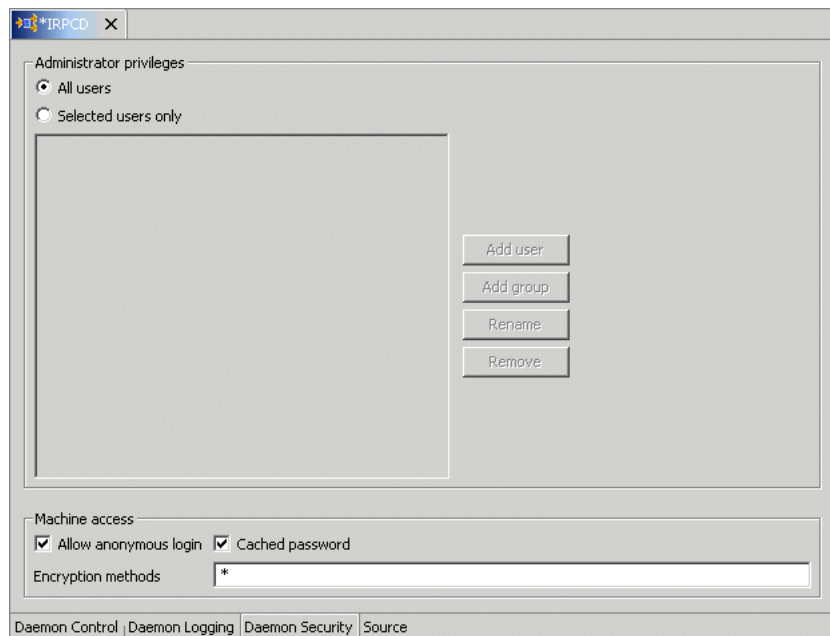 *IRPCD
Administrator privileges
All users
Selected users only
Add user
Add group
Rename
Remove
Machine access
Allow anonymous login Cached password
Encryption methods *
Daemon Control Daemon Logging Daemon Security Source